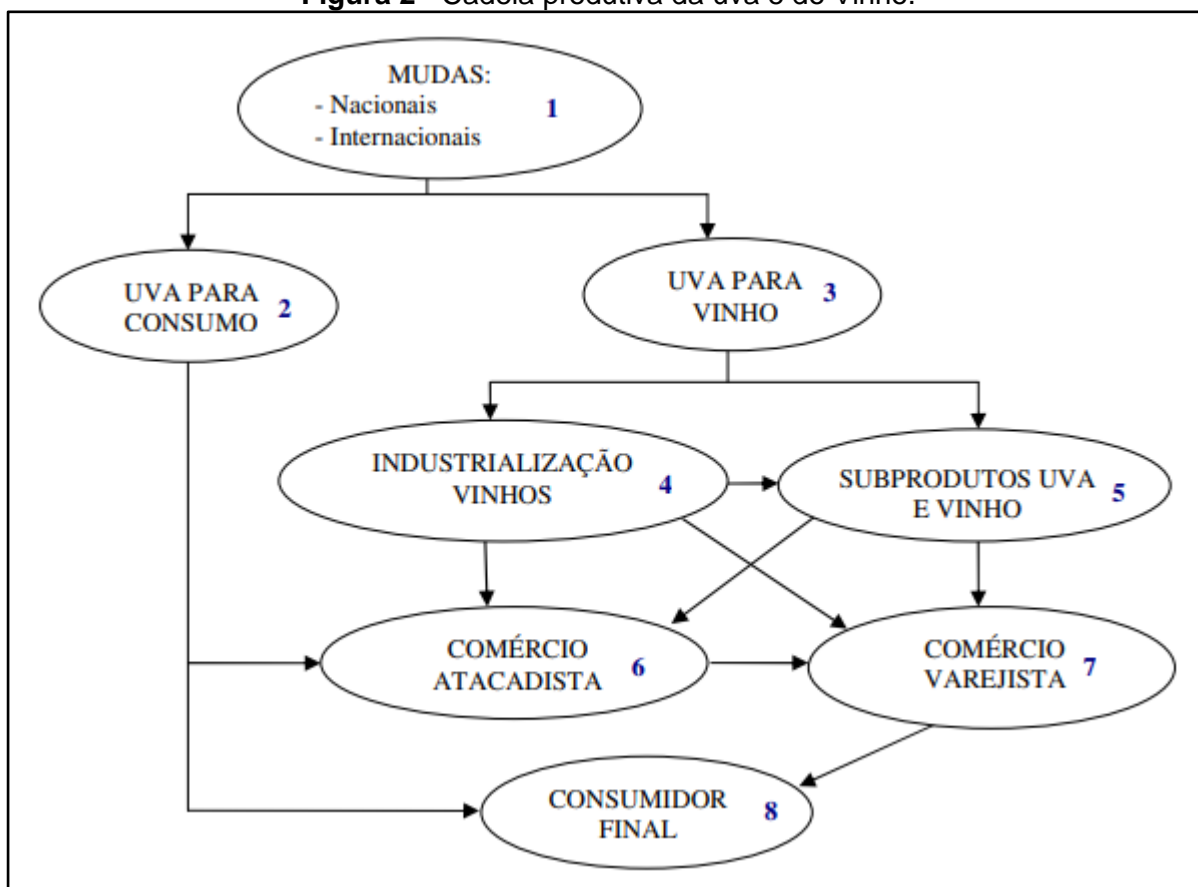 Figura 2 - Cadeia produtiva da uva e do vinho.
MUDAS:
- Nacionais
1
- Internacionais
UVA PARA
CONSUMO
2
UVA PARA
VINHO
3
INDUSTRIALIZAÇÃO
VINHOS
4
SUBPRODUTOS UVA
E VINHO
5
COMÉRCIO
ATACADISTA
6
COMÉRCIO
VAREJISTA
7
CONSUMIDOR
FINAL
8